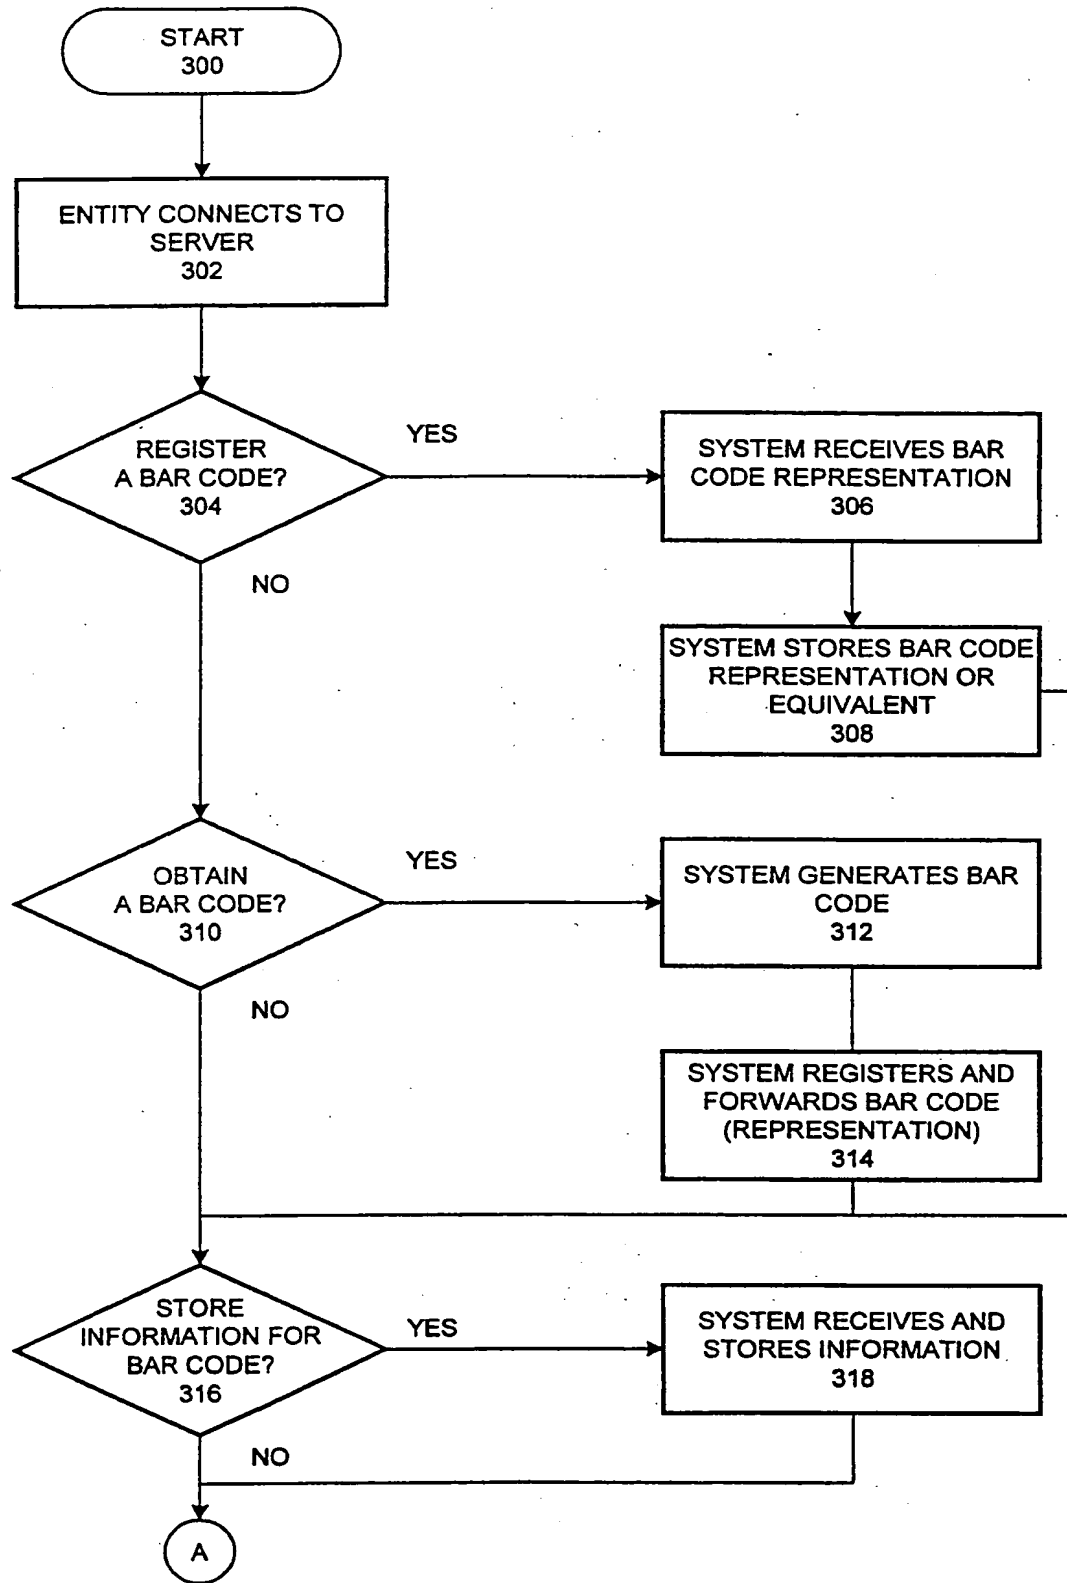 START
300
ENTITY CONNECTS TO
SERVER
302
REGISTER
A BAR CODE?
304
YES
NO
SYSTEM RECEIVES BAR
CODE REPRESENTATION
306
SYSTEM STORES BAR CODE
REPRESENTATION OR
EQUIVALENT
308
OBTAIN
A BAR CODE?
310
YES
NO
SYSTEM GENERATES BAR
CODE
312
SYSTEM REGISTERS AND
FORWARDS BAR CODE
(REPRESENTATION)
314
STORE
INFORMATION FOR
BAR CODE?
316
YES
NO
SYSTEM RECEIVES AND
STORES INFORMATION
318
A